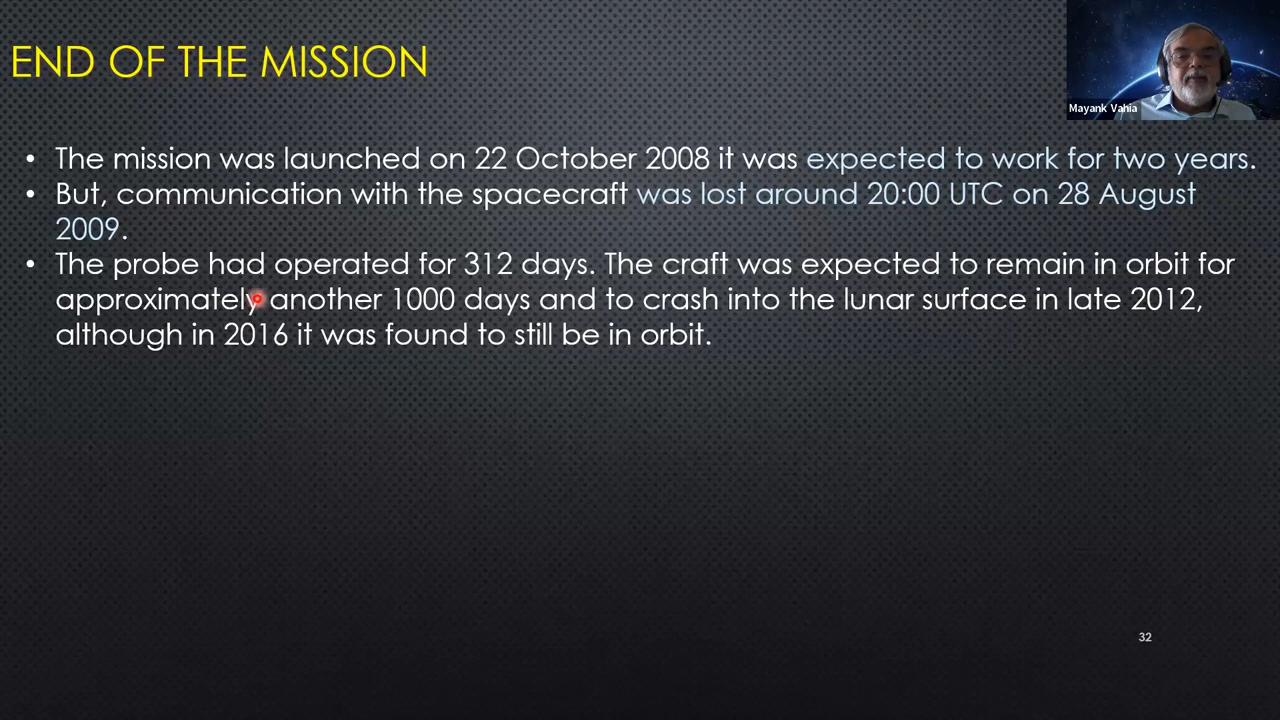 END OF THE MISSION
Mayank Vahia
• The mission was launched on 22 October 2008 it was expected to work for two years.
• But, communication with the spacecraft was lost around 20:00 UTC on 28 August
2009.
• The probe had operated for 312 days. The craft was expected to remain in orbit for
approximately another 1000 days and to crash into the lunar surface in late 2012,
although in 2016 it was found to still be in orbit.
32